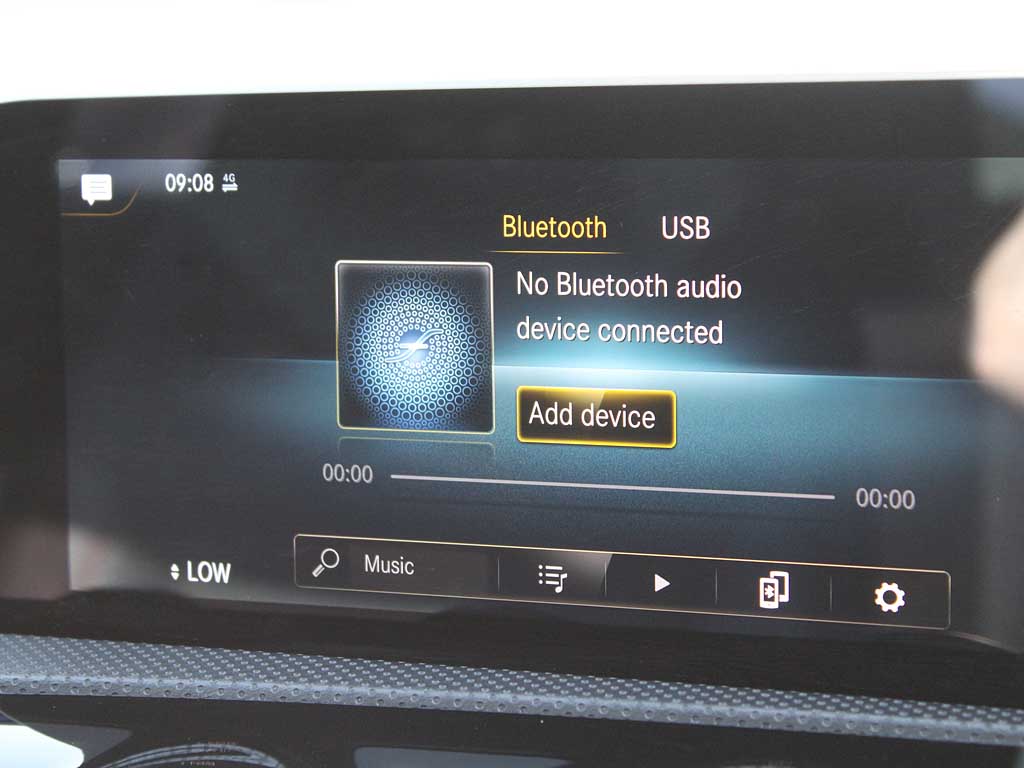 09:08 4G
Bluetooth USB
No Bluetooth audio
device connected
Add device
00:00 00:00
LOW
Music